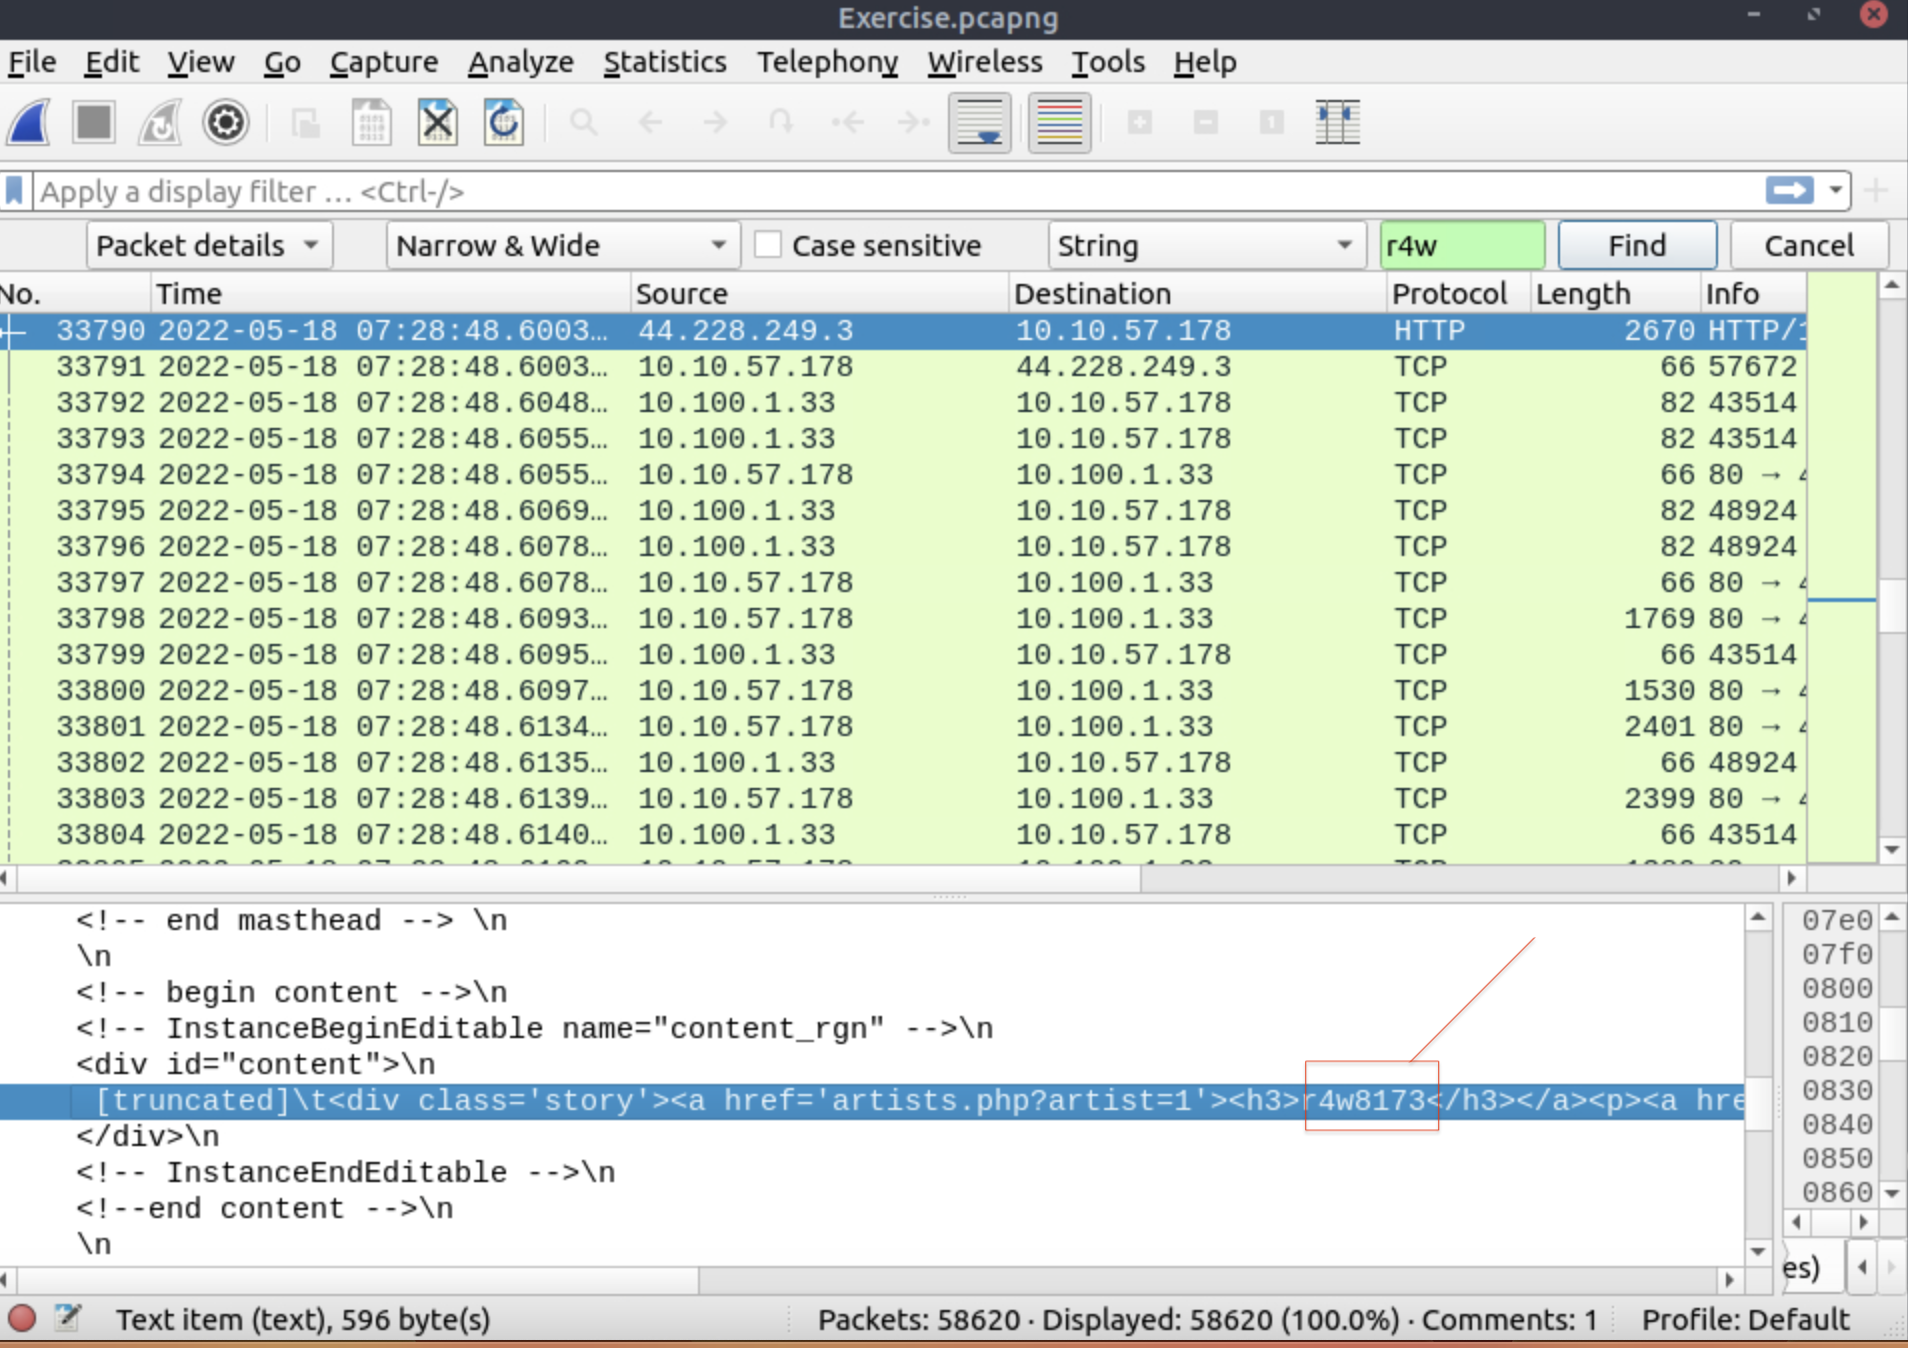 Exercise.pcapng
File Edit View Go Capture Analyze Statistics Telephony Wireless Tools Help
Apply a display filter … <Ctrl-/>
Packet details Narrow & Wide Case sensitive String r4w Find Cancel
No. Time Source Destination Protocol Length Info
33790 2022-05-18 07:28:48.6003… 44.228.249.3 10.10.57.178 HTTP 2670 HTTP/1
33791 2022-05-18 07:28:48.6003… 10.10.57.178 44.228.249.3 TCP 66 57672
33792 2022-05-18 07:28:48.6048… 10.100.1.33 10.10.57.178 TCP 82 43514
33793 2022-05-18 07:28:48.6055… 10.100.1.33 10.10.57.178 TCP 82 43514
33794 2022-05-18 07:28:48.6055… 10.10.57.178 10.100.1.33 TCP 66 80 →
33795 2022-05-18 07:28:48.6069… 10.100.1.33 10.10.57.178 TCP 82 48924
33796 2022-05-18 07:28:48.6078… 10.100.1.33 10.10.57.178 TCP 82 48924
33797 2022-05-18 07:28:48.6078… 10.10.57.178 10.100.1.33 TCP 66 80 →
33798 2022-05-18 07:28:48.6093… 10.10.57.178 10.100.1.33 TCP 1769 80 →
33799 2022-05-18 07:28:48.6095… 10.100.1.33 10.10.57.178 TCP 66 43514
33800 2022-05-18 07:28:48.6097… 10.10.57.178 10.100.1.33 TCP 1530 80 →
33801 2022-05-18 07:28:48.6134… 10.10.57.178 10.100.1.33 TCP 2401 80 →
33802 2022-05-18 07:28:48.6135… 10.100.1.33 10.10.57.178 TCP 66 48924
33803 2022-05-18 07:28:48.6139… 10.10.57.178 10.100.1.33 TCP 2399 80 →
33804 2022-05-18 07:28:48.6140… 10.100.1.33 10.10.57.178 TCP 66 43514
<!-- end masthead --> \n
\n
<!-- begin content -->\n
<!-- InstanceBeginEditable name="content_rgn" -->\n
<div id="content">\n
[truncated]\t<div class='story'><a href='artists.php?artist=1'><h3>r4w8173</h3></a><p><a hre
</div>\n
<!-- InstanceEndEditable -->\n
<!--end content -->\n
\n
07e0
07f0
0800
0810
0820
0830
0840
0850
0860
es)
Text item (text), 596 byte(s) Packets: 58620 · Displayed: 58620 (100.0%) · Comments: 1 Profile: Default